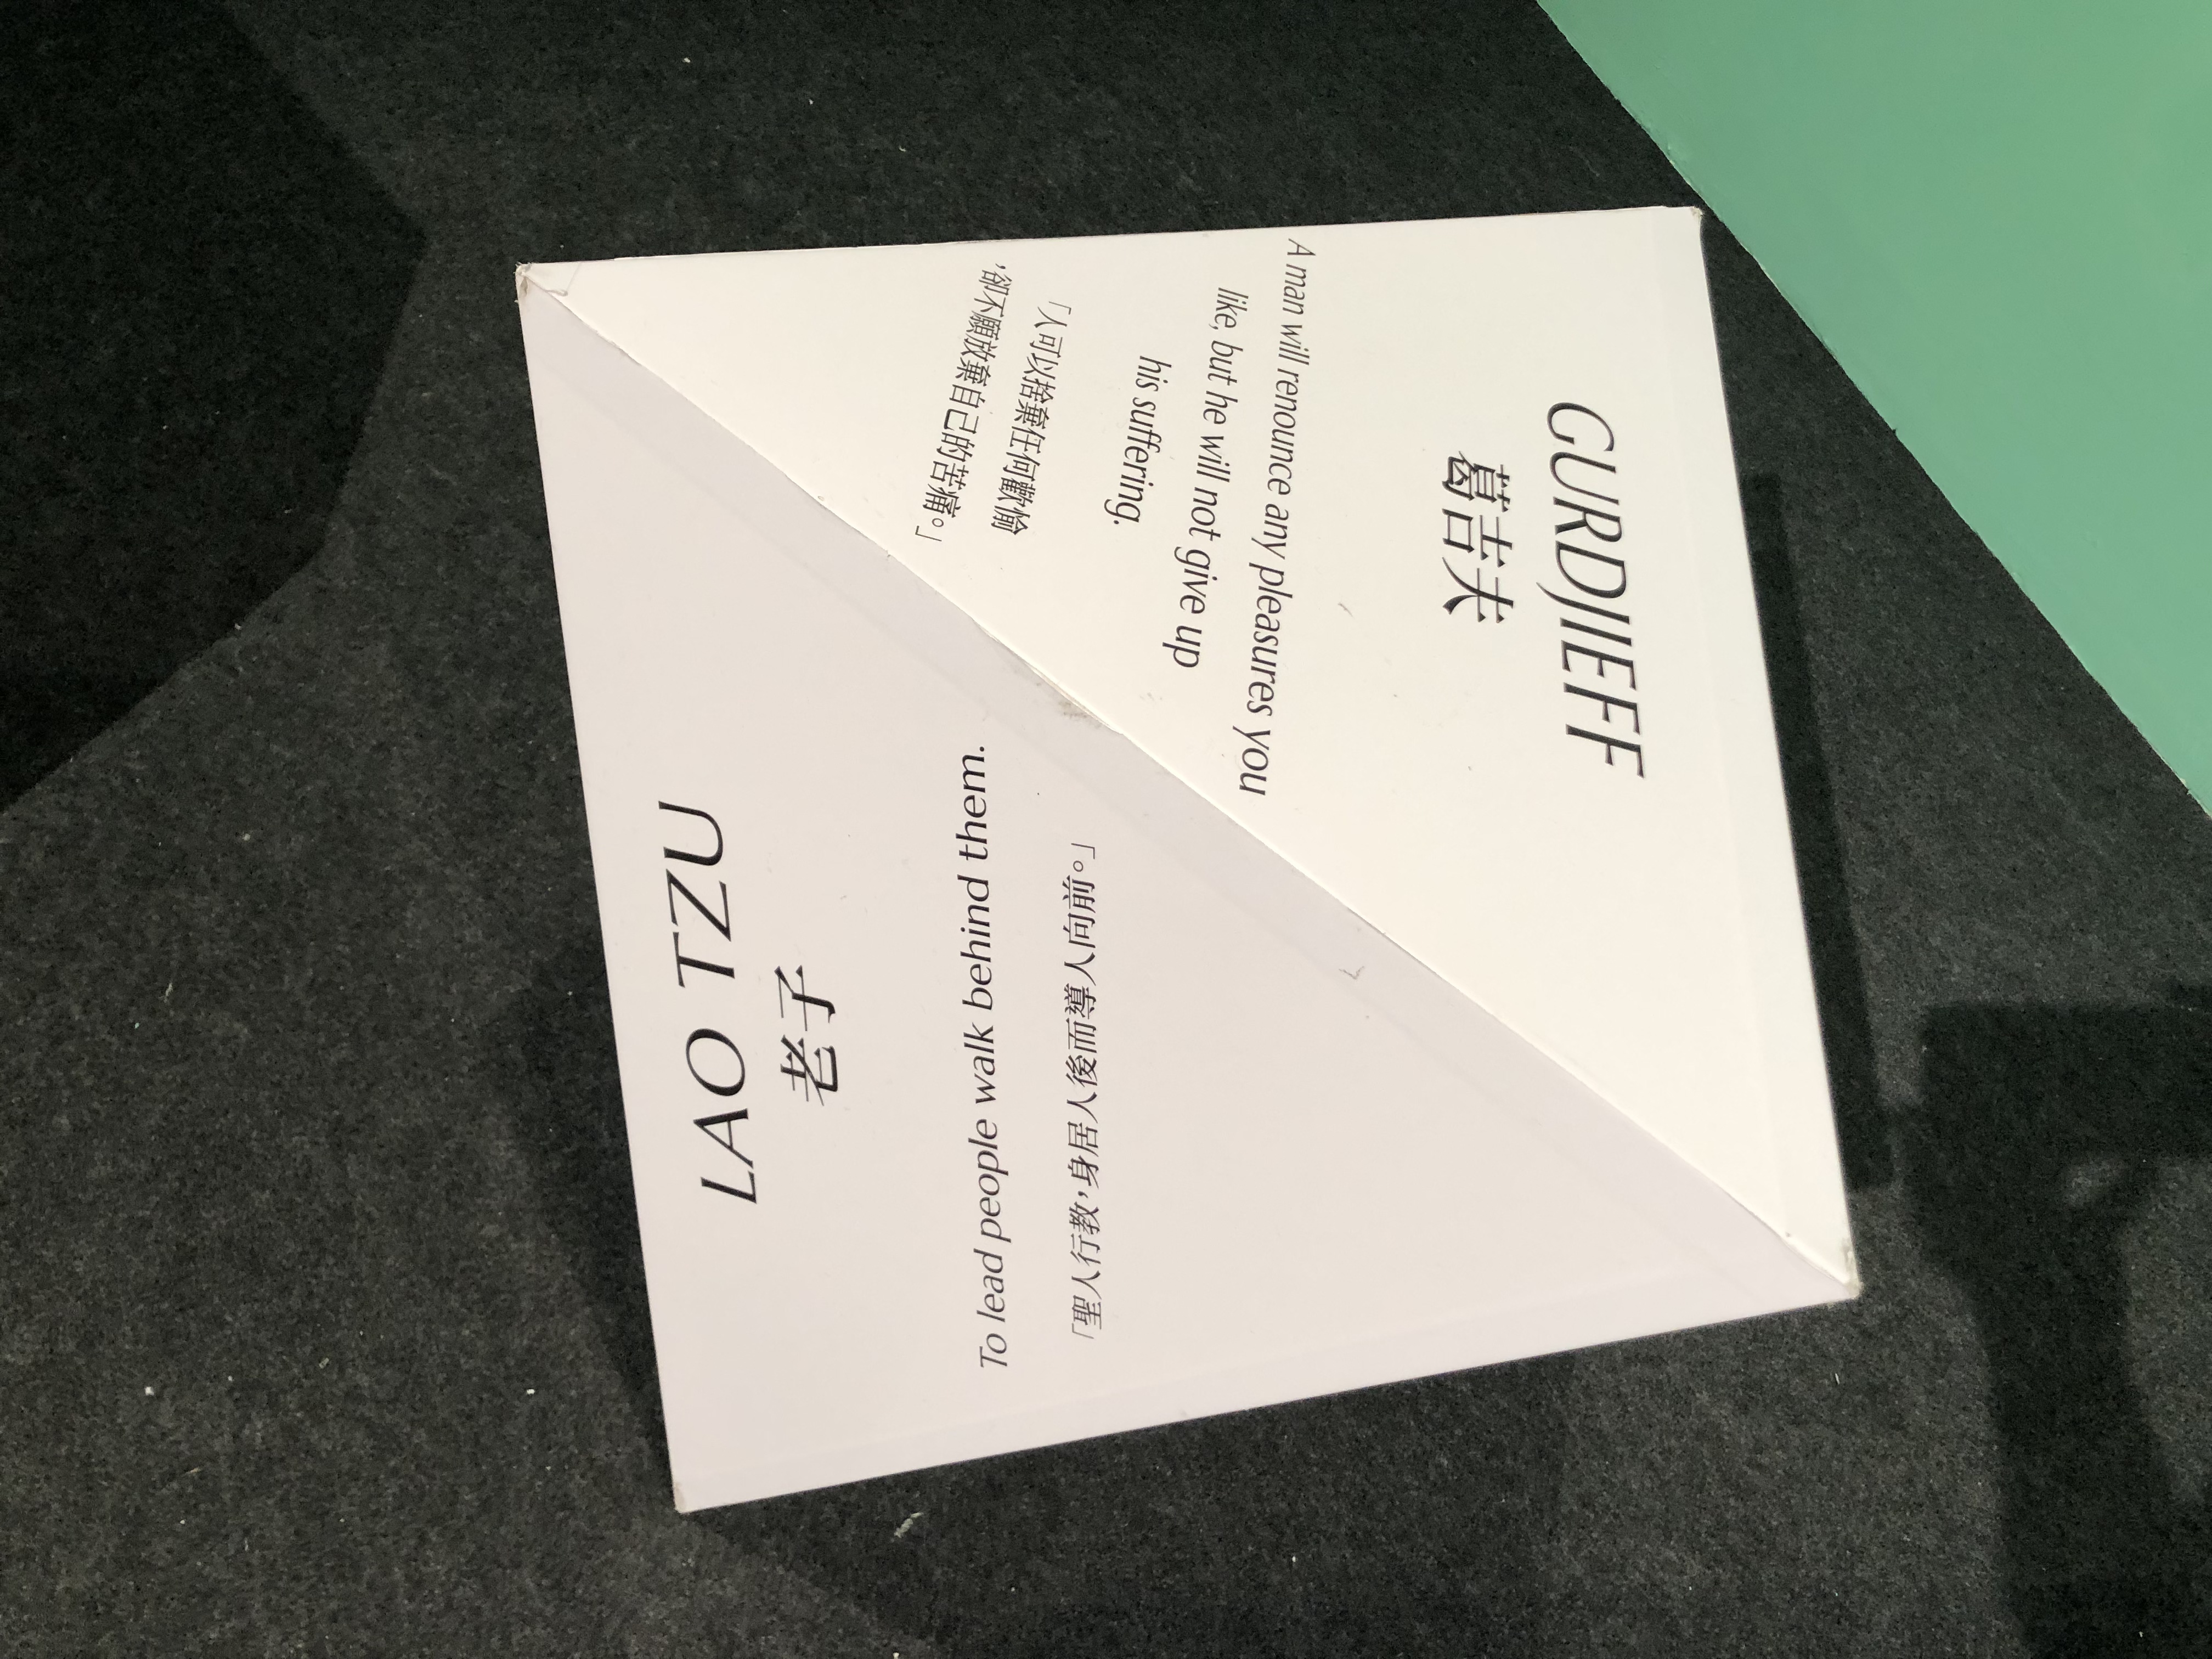 GURDJIEFF
葛吉夫
A man will renounce any pleasures you
like, but he will not give up
his suffering.
「人可以捨棄任何歡愉
，卻不願放棄自己的苦痛。」
LAO TZU
老子
To lead people walk behind them.
「聖人行教，身居人後而導人向前。」